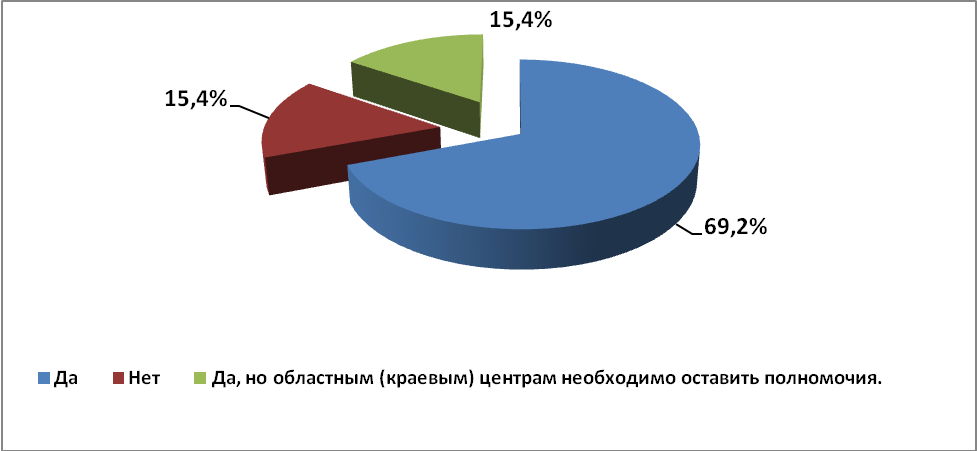 15,4%
15,4%
69,2%
Да Нет Да, но областным (краевым) центрам необходимо оставить полномочия.